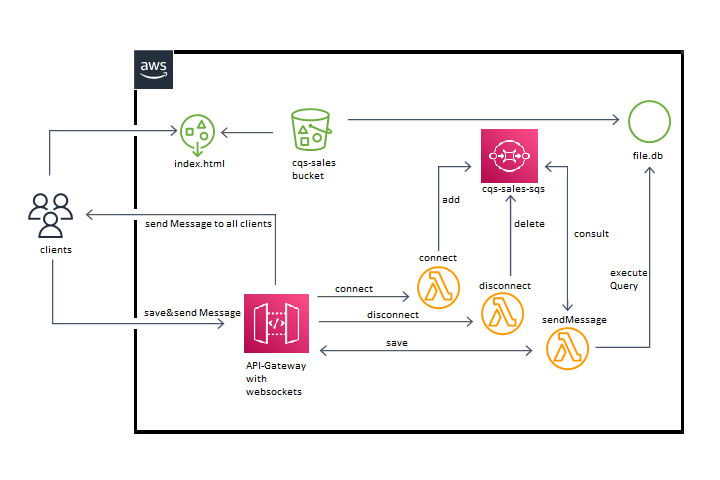 aws
index.html
cqs-sales
bucket
cqs-sales-sqs
file.db
add
delete
consult
send Message to all clients
clients
connect
disconnect
execute
Query
save&send Message
connect
disconnect
sendMessage
save
API-Gateway
with
websockets